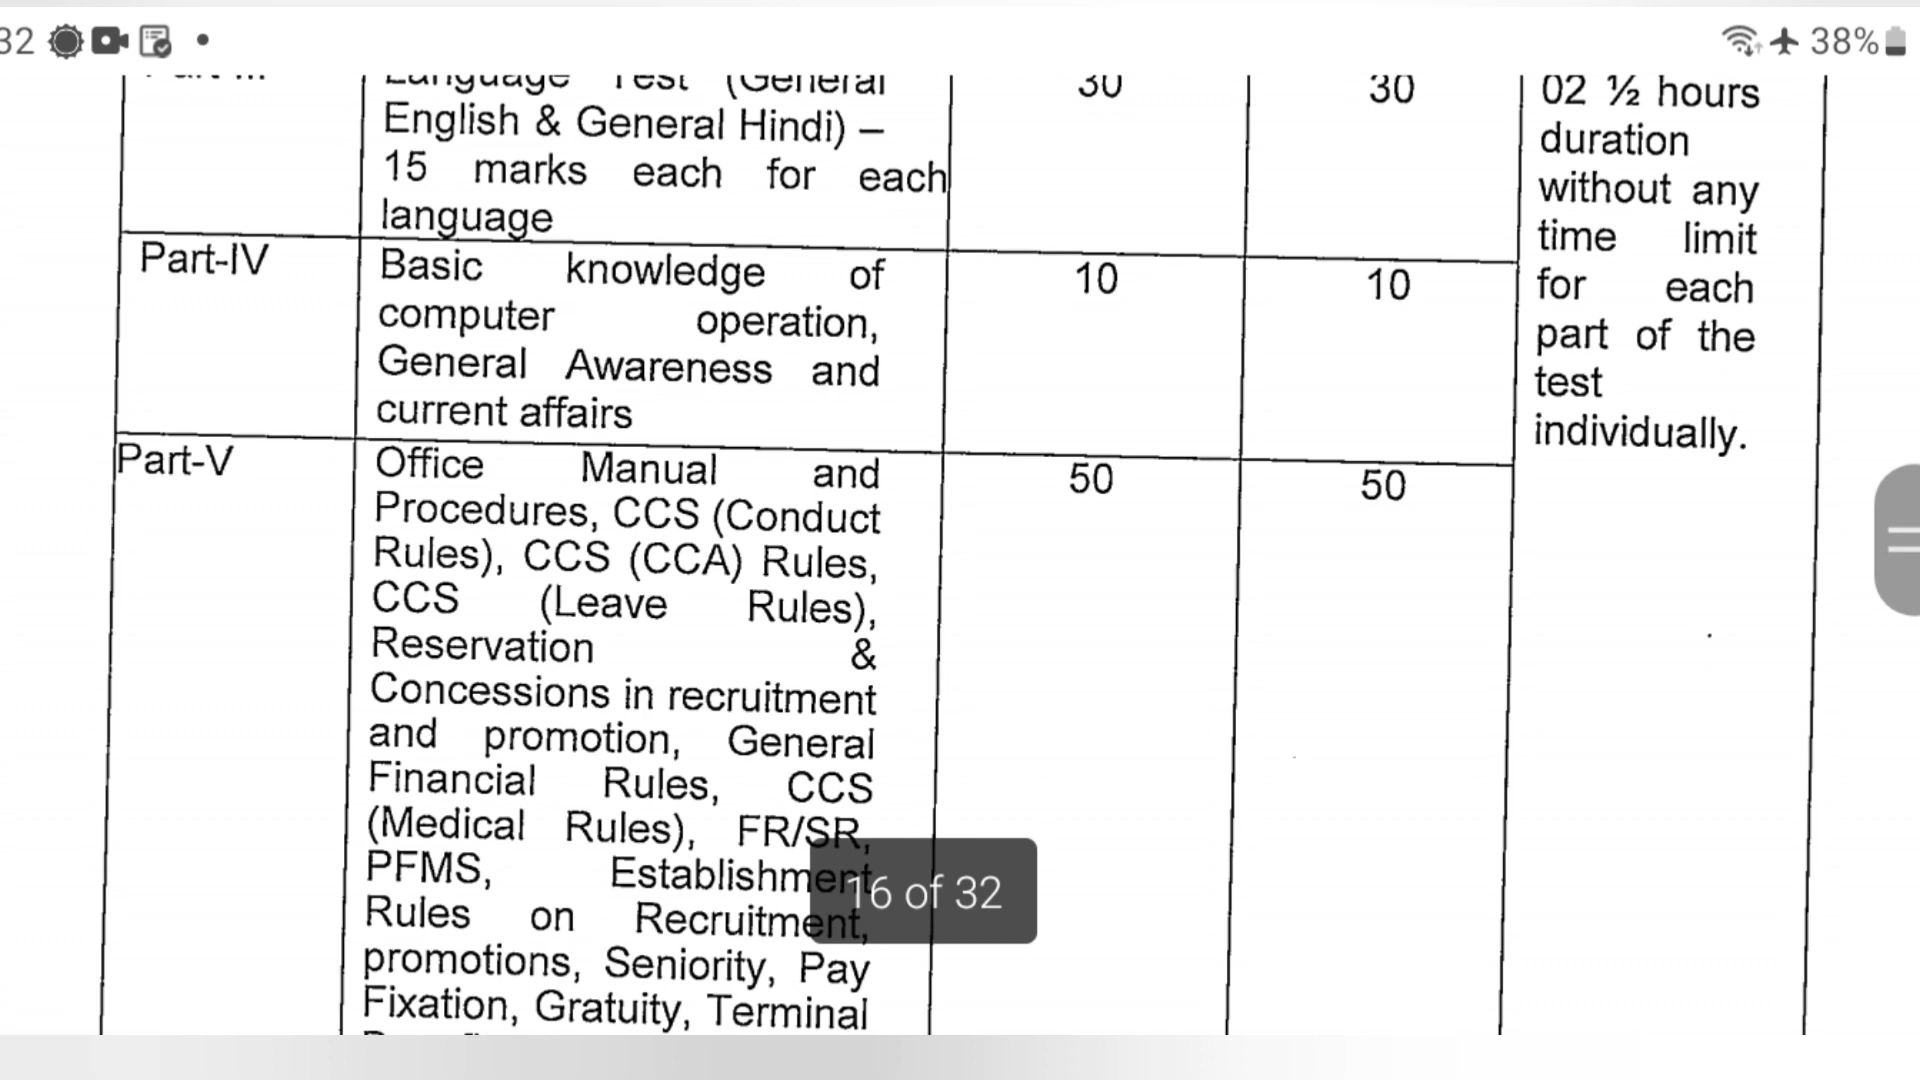 32
38%
Language Test (General
English & General Hindi) –
15 marks each for each
language
30
30
02 ½ hours
duration
without any
time limit
for each
part of the
test
individually.
Part-IV
Basic knowledge of
computer operation,
General Awareness and
current affairs
10
10
Part-V
Office Manual and
Procedures, CCS (Conduct
Rules), CCS (CCA) Rules,
CCS (Leave Rules),
Reservation &
Concessions in recruitment
and promotion, General
Financial Rules, CCS
(Medical Rules), FR/SR,
PFMS, Establishment
Rules on Recruitment,
promotions, Seniority, Pay
Fixation, Gratuity, Terminal
50
50
16 of 32